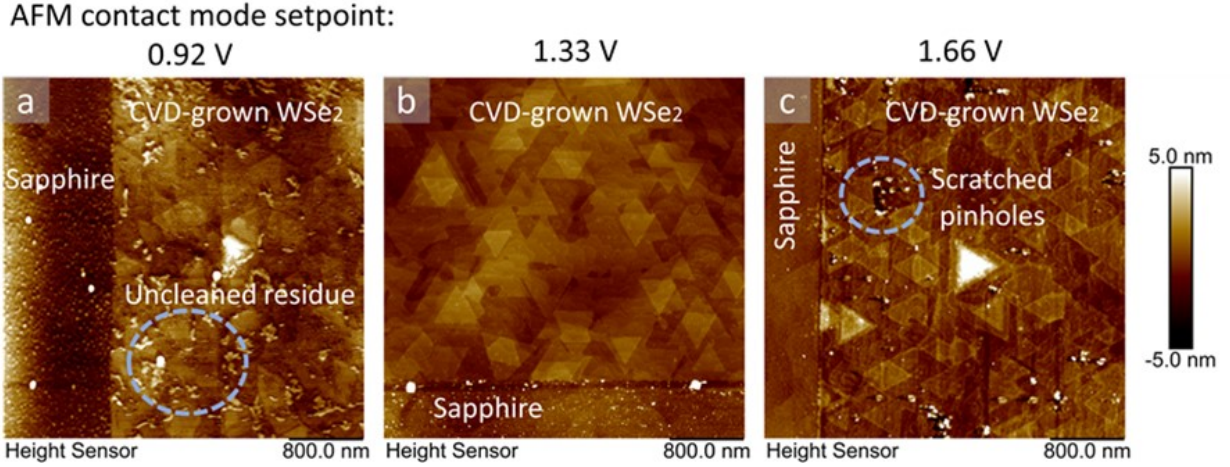 AFM contact mode setpoint:
0.92 V
1.33 V
1.66 V
a
CVD-grown WSe₂
Sapphire
Uncleaned residue
Height Sensor
800.0 nm
b
CVD-grown WSe₂
Sapphire
Height Sensor
800.0 nm
c
CVD-grown WSe₂
Sapphire
Scratched
pinholes
Height Sensor
800.0 nm
5.0 nm
-5.0 nm